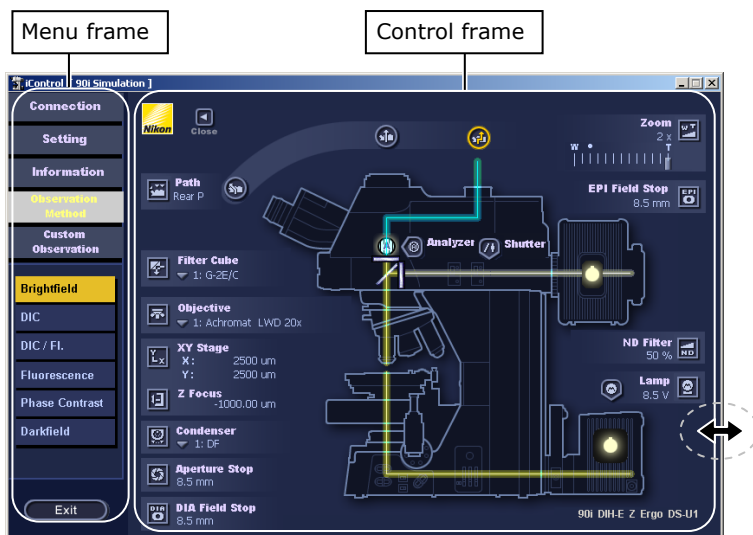 Menu frame
Control frame
iControl [ 90i Simulation ]
Connection
Setting
Information
Observation
Method
Custom
Observation
Brightfield
DIC
DIC / Fl.
Fluorescence
Phase Contrast
Darkfield
Exit
Nikon
Close
Path
Rear P
Filter Cube
1: G-2E/C
Objective
1: Achromat LWD 20x
XY Stage
X: 2500 um
Y: 2500 um
Z Focus
-1000.00 um
Condenser
1: DF
Aperture Stop
8.5 mm
DIA
DIA Field Stop
8.5 mm
Analyzer
Shutter
Zoom
2 x
W T
W T
EPI Field Stop
8.5 mm
EPI
ND Filter
50 %
ND
Lamp
8.5 V
90i DIH-E Z Ergo DS-U1